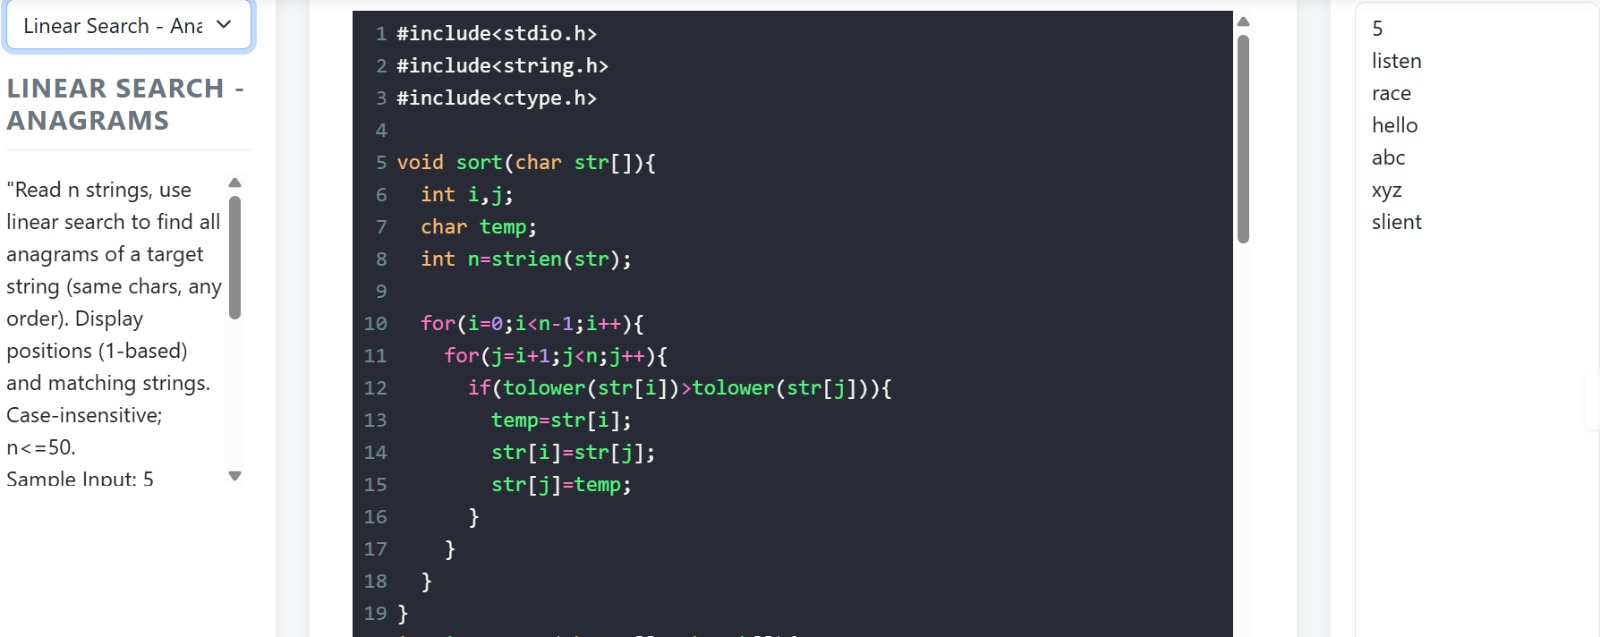 Linear Search - Ana
LINEAR SEARCH -
ANAGRAMS
"Read n strings, use
linear search to find all
anagrams of a target
string (same chars, any
order). Display
positions (1-based)
and matching strings.
Case-insensitive;
n<=50.
Sample Input: 5
1 #include<stdio.h>
2 #include<string.h>
3 #include<ctype.h>
4
5 void sort(char str[]){
6   int i,j;
7   char temp;
8   int n=strien(str);
9
10   for(i=0;i<n-1;i++){
11     for(j=i+1;j<n;j++){
12       if(tolower(str[i])>tolower(str[j])){
13         temp=str[i];
14         str[i]=str[j];
15         str[j]=temp;
16       }
17     }
18   }
19 }
5
listen
race
hello
abc
xyz
slient